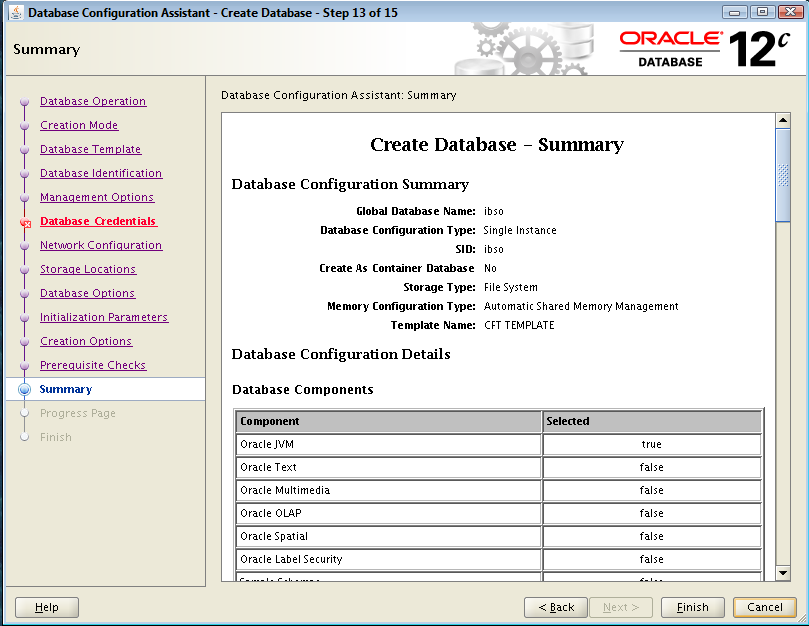 Database Configuration Assistant - Create Database - Step 13 of 15
Summary
ORACLE
DATABASE
12c
Database Operation
Creation Mode
Database Template
Database Identification
Management Options
Database Credentials
Network Configuration
Storage Locations
Database Options
Initialization Parameters
Creation Options
Prerequisite Checks
Summary
Progress Page
Finish
Database Configuration Assistant: Summary
Create Database – Summary
Database Configuration Summary
Global Database Name: ibso
Database Configuration Type: Single Instance
SID: ibso
Create As Container Database No
Storage Type: File System
Memory Configuration Type: Automatic Shared Memory Management
Template Name: CFT TEMPLATE
Database Configuration Details
Database Components
Component Selected
Oracle JVM true
Oracle Text false
Oracle Multimedia false
Oracle OLAP false
Oracle Spatial false
Oracle Label Security false
Help
< Back
Next >
Finish
Cancel